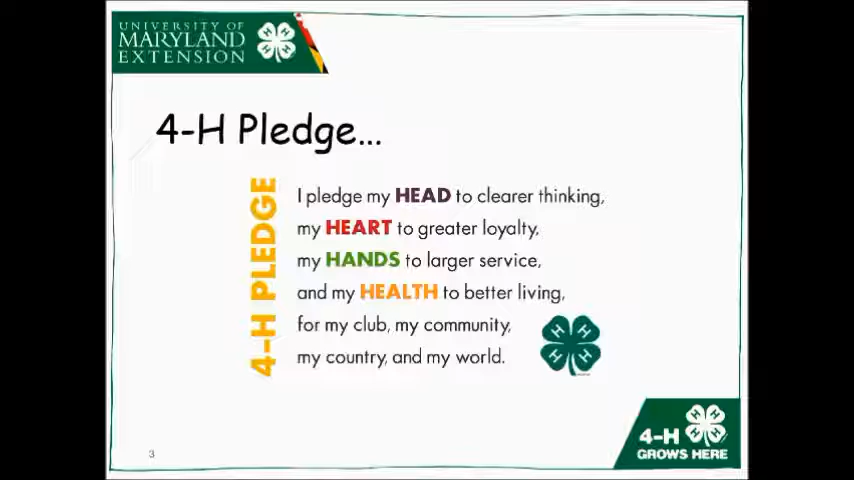 UNIVERSITY OF
MARYLAND
EXTENSION
4-H Pledge...
4-H PLEDGE
I pledge my HEAD to clearer thinking,
my HEART to greater loyalty,
my HANDS to larger service,
and my HEALTH to better living,
for my club, my community,
my country, and my world.
H H H H
3
4-H
GROWS HERE